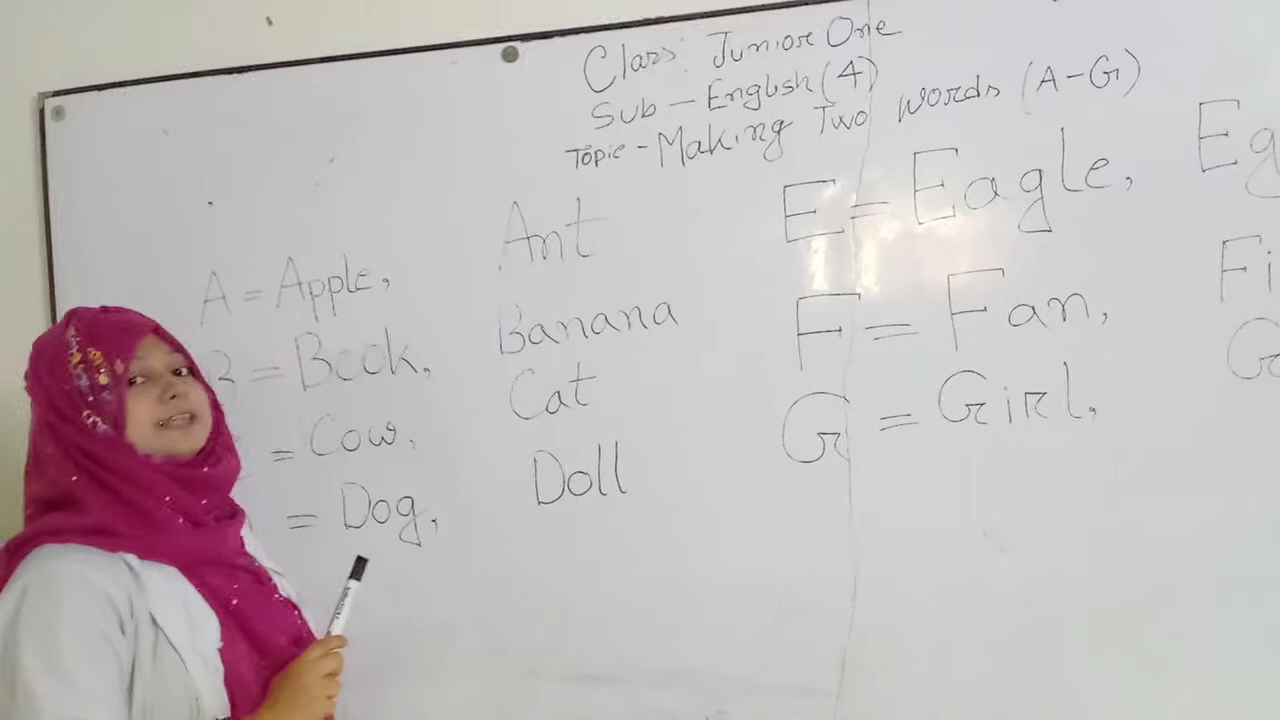 Class: Junior One
Sub - English (4)
Topic - Making Two words (A-G)
A = Apple, Ant
B = Book, Banana
= Cow, Cat
= Dog, Doll
E = Eagle, Eg
F = Fan, Fi
G = Girl, G